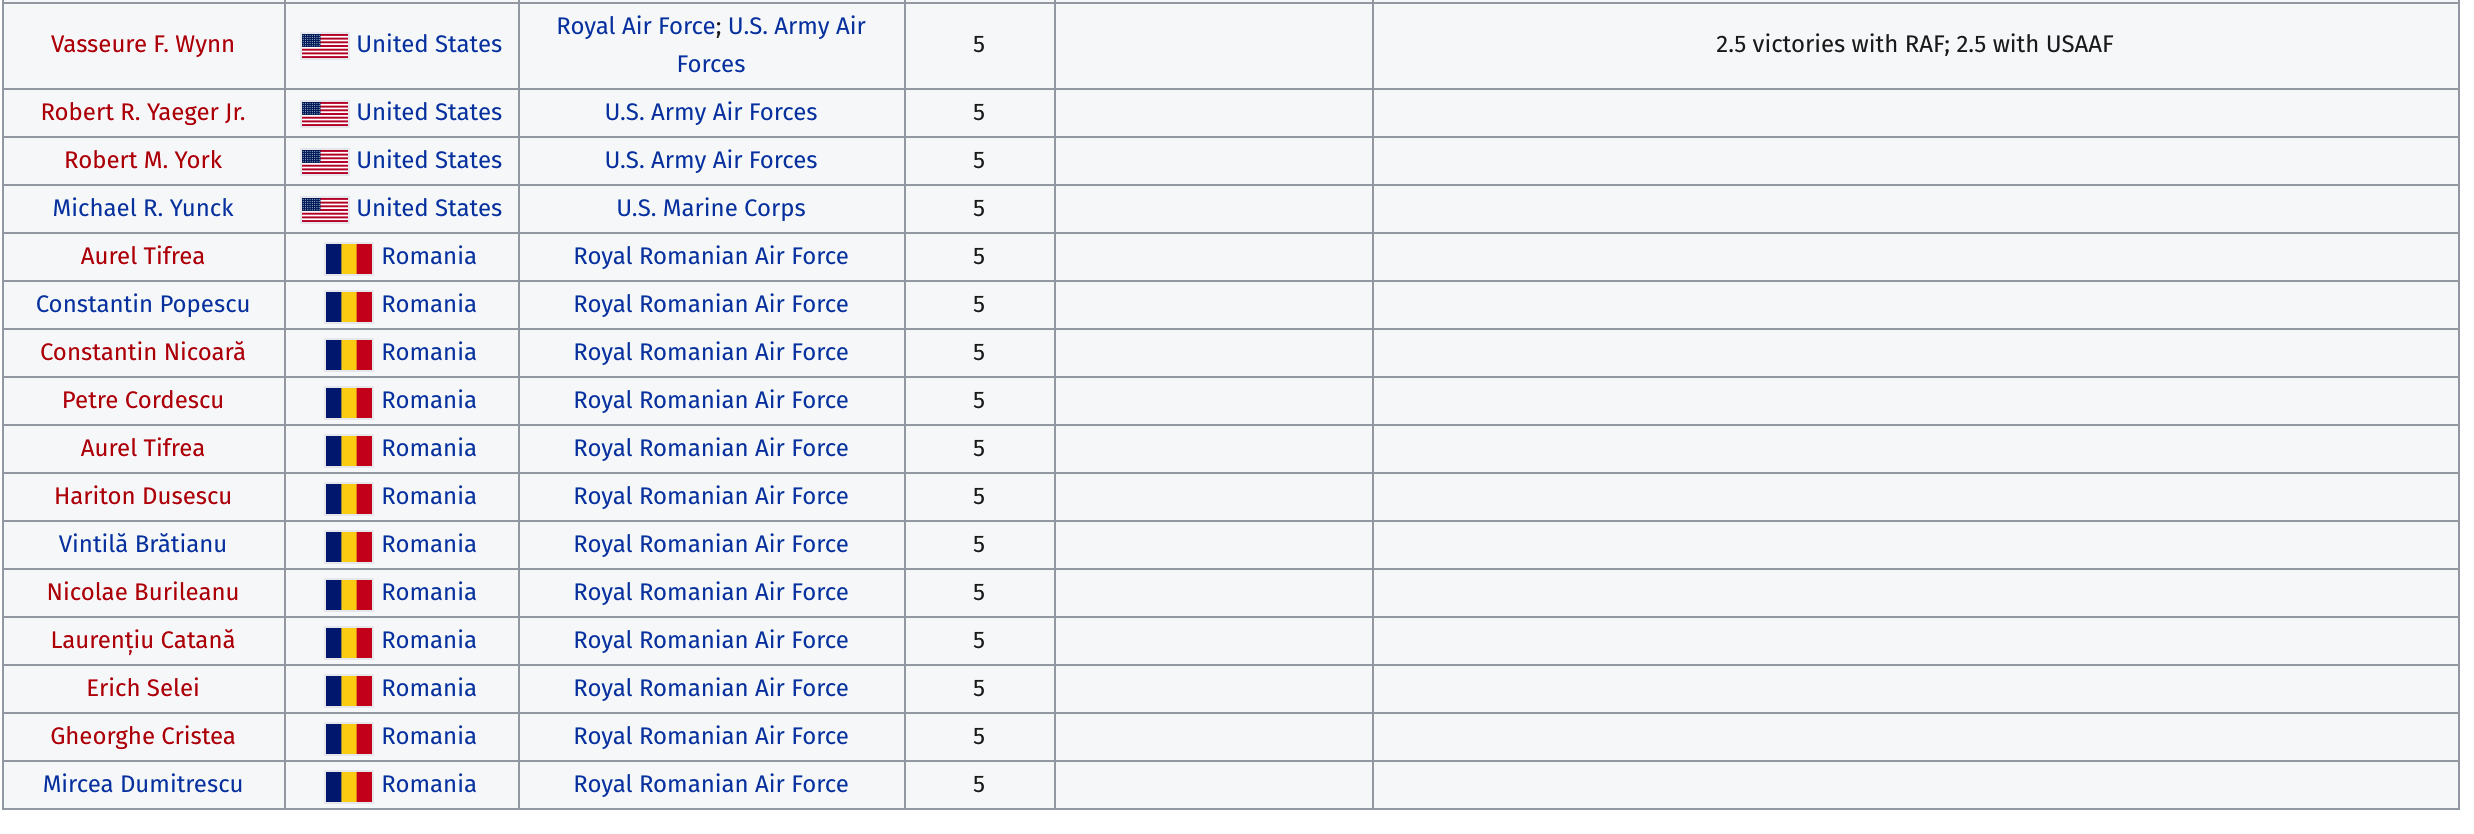 Vasseure F. Wynn United States Royal Air Force; U.S. Army Air Forces 5 2.5 victories with RAF; 2.5 with USAAF
Robert R. Yaeger Jr. United States U.S. Army Air Forces 5
Robert M. York United States U.S. Army Air Forces 5
Michael R. Yunck United States U.S. Marine Corps 5
Aurel Tifrea Romania Royal Romanian Air Force 5
Constantin Popescu Romania Royal Romanian Air Force 5
Constantin Nicoară Romania Royal Romanian Air Force 5
Petre Cordescu Romania Royal Romanian Air Force 5
Aurel Tifrea Romania Royal Romanian Air Force 5
Hariton Dusescu Romania Royal Romanian Air Force 5
Vintilă Brătianu Romania Royal Romanian Air Force 5
Nicolae Burileanu Romania Royal Romanian Air Force 5
Laurențiu Catană Romania Royal Romanian Air Force 5
Erich Selei Romania Royal Romanian Air Force 5
Gheorghe Cristea Romania Royal Romanian Air Force 5
Mircea Dumitrescu Romania Royal Romanian Air Force 5